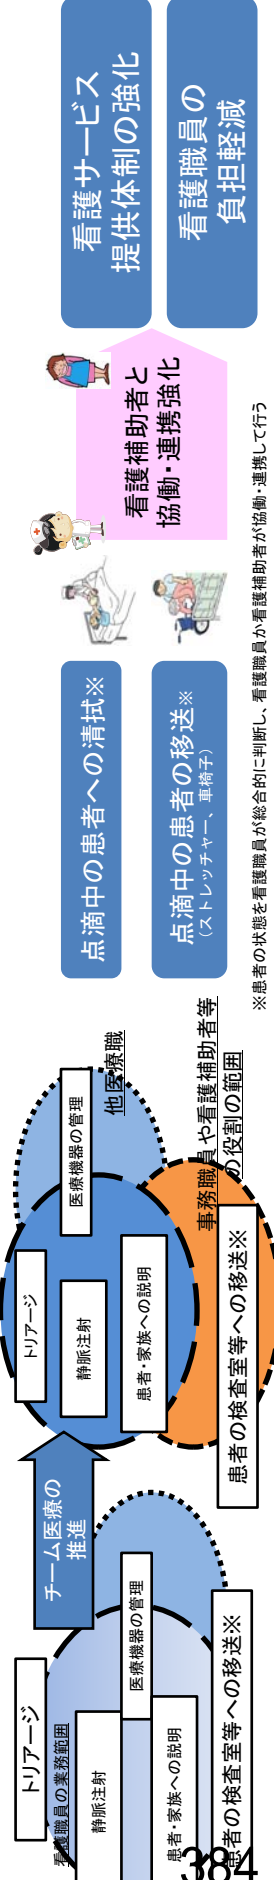 トリアージ
看護職員の業務範囲
静脈注射
医療機器の管理
患者・家族への説明
患者の検査室等への移送※
チーム医療の
推進
トリアージ
静脈注射
医療機器の管理
患者・家族への説明
患者の検査室等への移送※
他医療職
事務職員や看護補助者等
の役割の範囲
点滴中の患者への清拭※
点滴中の患者の移送※
（ストレッチャー、車椅子）
看護補助者と
協働・連携強化
看護サービス
提供体制の強化
看護職員の
負担軽減
※患者の状態を看護職員が総合的に判断し、看護職員か看護補助者が協働・連携して行う
384